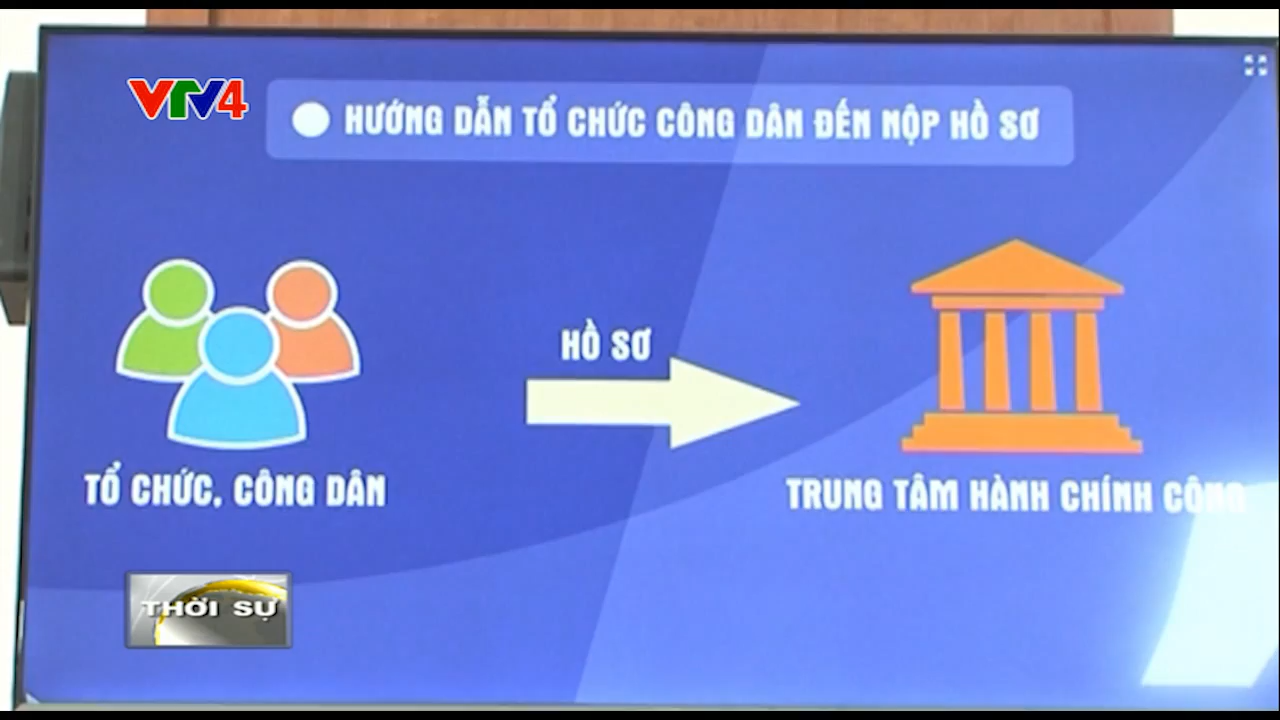 VTV4
HƯỚNG DẪN TỔ CHỨC CÔNG DÂN ĐẾN NỘP HỒ SƠ
HỒ SƠ
TỔ CHỨC, CÔNG DÂN
TRUNG TÂM HÀNH CHÍNH CÔNG
THỜI SỰ